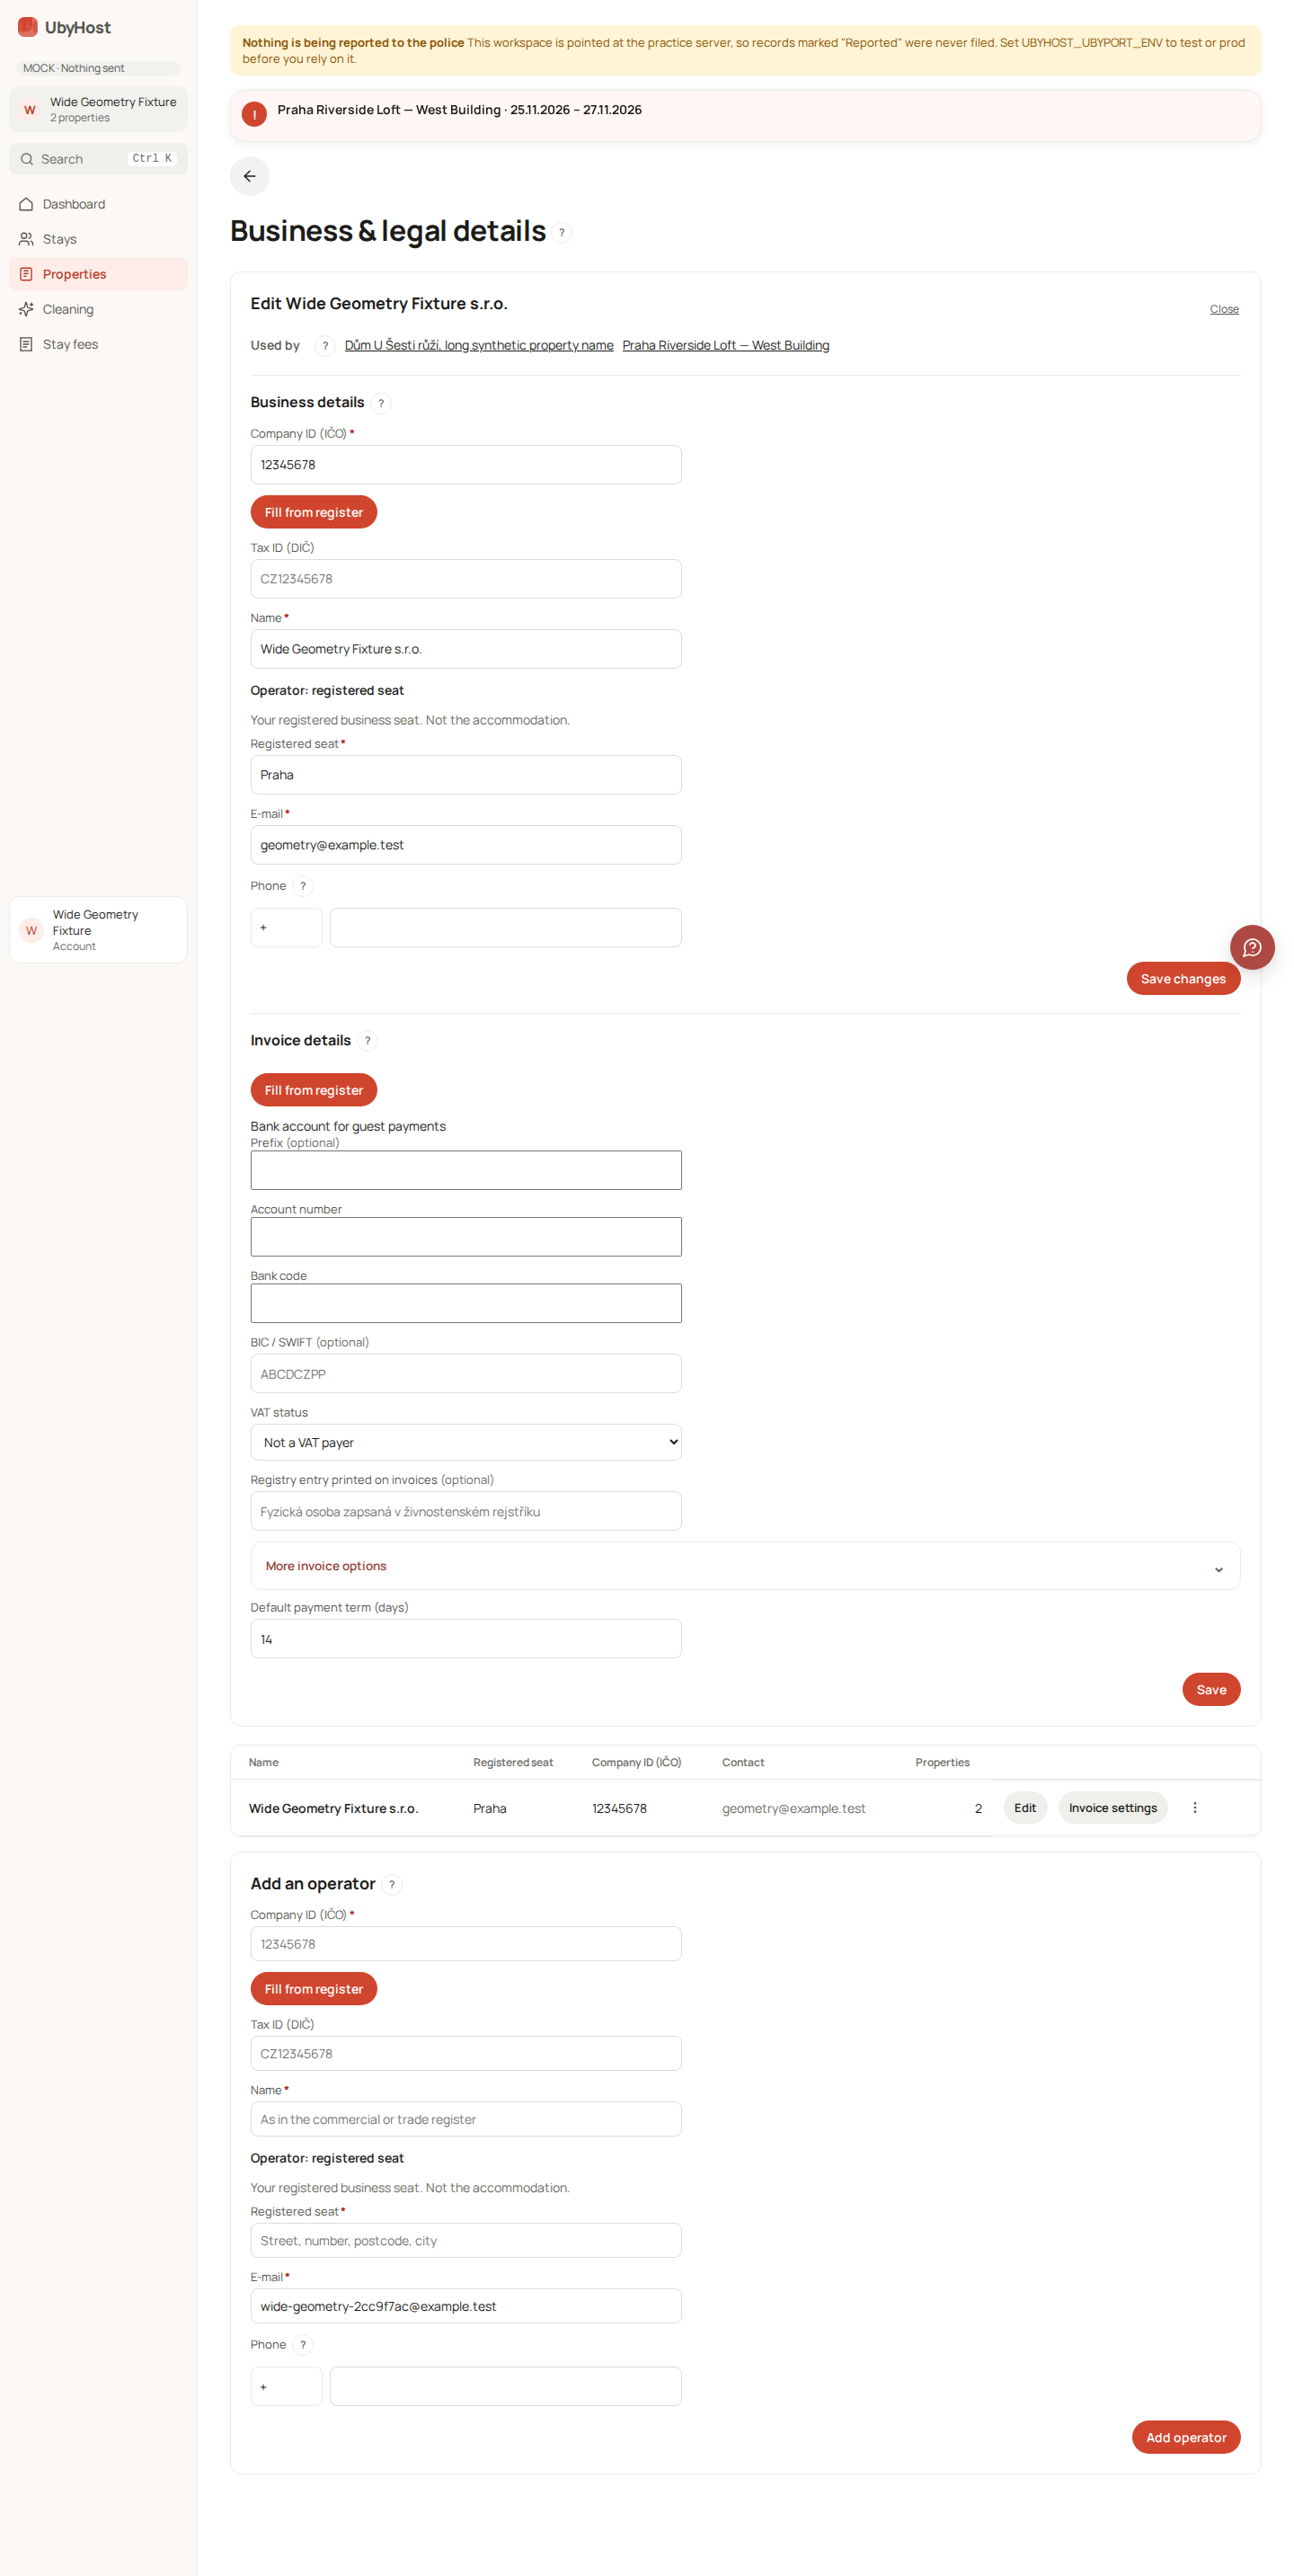 UbyHost
MOCK · Nothing sent
W
Wide Geometry Fixture
2 properties
Search
Ctrl K
Dashboard
Stays
Properties
Cleaning
Stay fees
W
Wide Geometry
Fixture
Account
Nothing is being reported to the police This workspace is pointed at the practice server, so records marked "Reported" were never filed. Set UBYHOST_UBYPORT_ENV to test or prod
before you rely on it.
!
Praha Riverside Loft — West Building · 25.11.2026 – 27.11.2026
Business & legal details ?
Edit Wide Geometry Fixture s.r.o.
Close
Used by ? Dům U Šesti růží, long synthetic property name Praha Riverside Loft — West Building
Business details ?
Company ID (IČO) *
12345678
Fill from register
Tax ID (DIČ)
CZ12345678
Name *
Wide Geometry Fixture s.r.o.
Operator: registered seat
Your registered business seat. Not the accommodation.
Registered seat *
Praha
E-mail *
geometry@example.test
Phone ?
+
Save changes
Invoice details ?
Fill from register
Bank account for guest payments
Prefix (optional)
Account number
Bank code
BIC / SWIFT (optional)
ABCDCZPP
VAT status
Not a VAT payer
Registry entry printed on invoices (optional)
Fyzická osoba zapsaná v živnostenském rejstříku
More invoice options
Default payment term (days)
14
Save
Name Registered seat Company ID (IČO) Contact Properties
Wide Geometry Fixture s.r.o. Praha 12345678 geometry@example.test 2 Edit Invoice settings
Add an operator ?
Company ID (IČO) *
12345678
Fill from register
Tax ID (DIČ)
CZ12345678
Name *
As in the commercial or trade register
Operator: registered seat
Your registered business seat. Not the accommodation.
Registered seat *
Street, number, postcode, city
E-mail *
wide-geometry-2cc9f7ac@example.test
Phone ?
+
Add operator